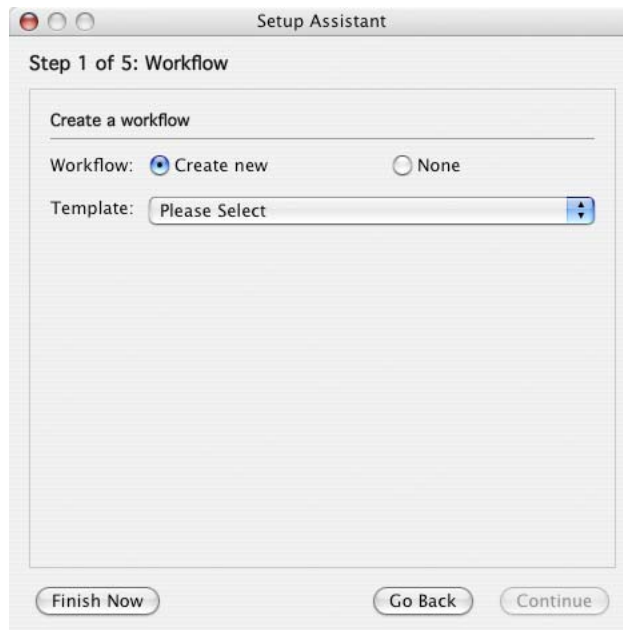 Setup Assistant
Step 1 of 5: Workflow
Create a workflow
Workflow: Create new None
Template: Please Select
Finish Now Go Back Continue